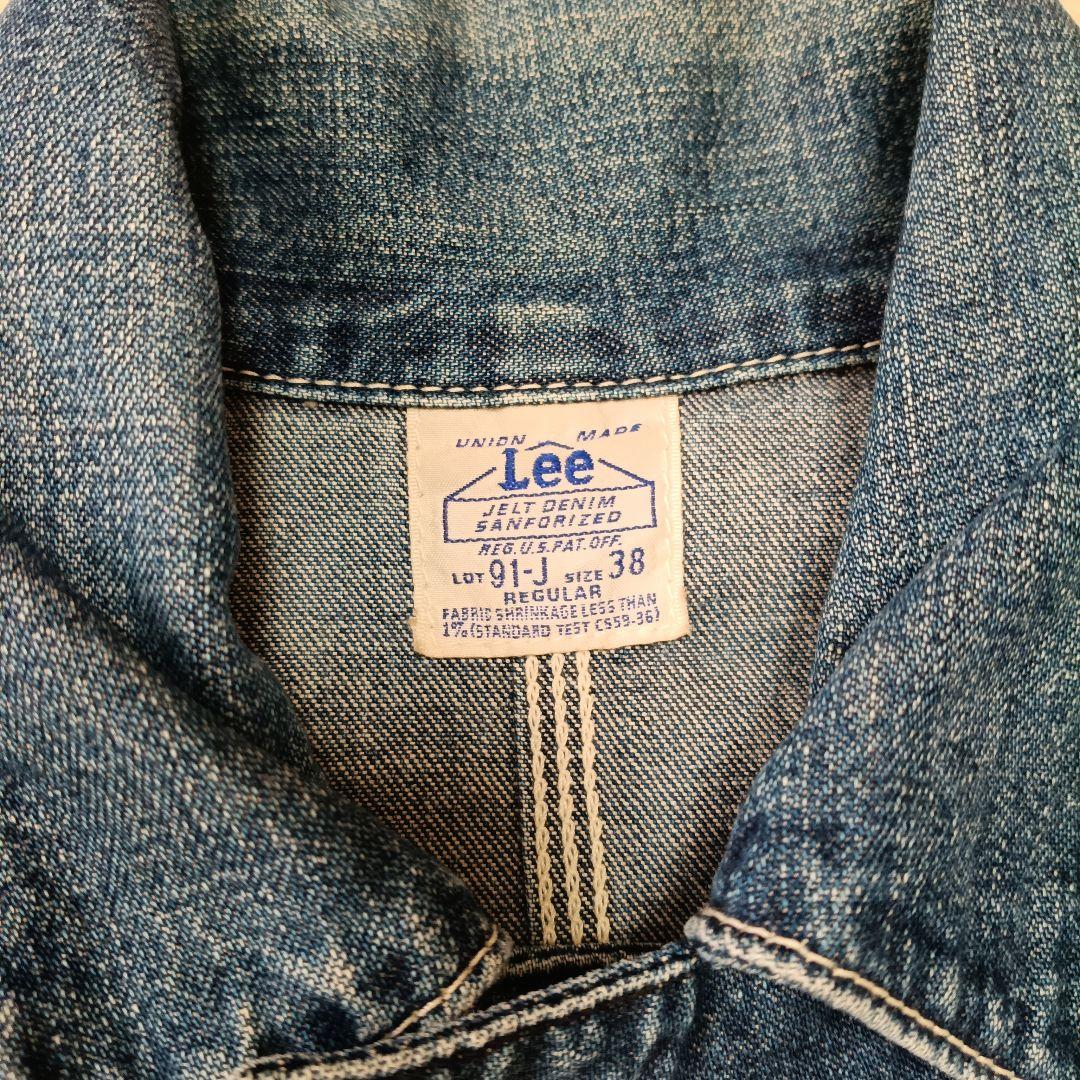 UNION MADE
Lee
JELT DENIM
SANFORIZED
REG. U.S. PAT. OFF.
LOT 91-J SIZE 38
REGULAR
FABRIC SHRINKAGE LESS THAN
1% (STANDARD TEST CS59-36)